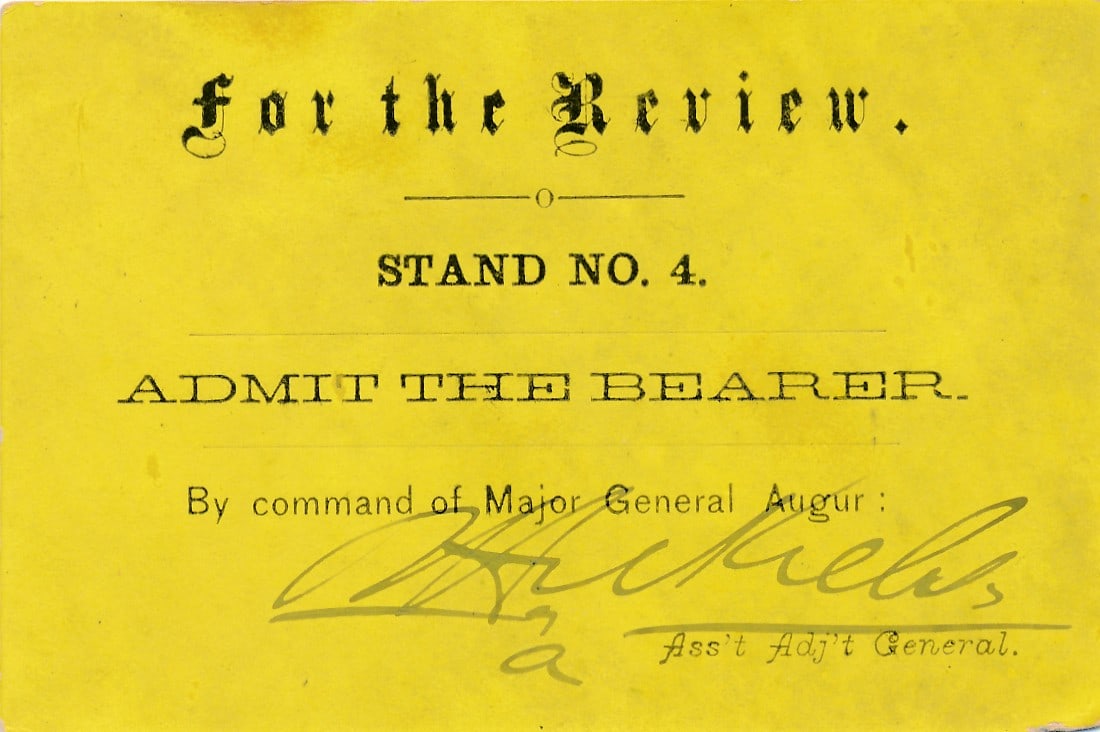 For the Review.
STAND NO. 4.
ADMIT THE BEARER.
By command of Major General Augur :
Ass't Adj't General.